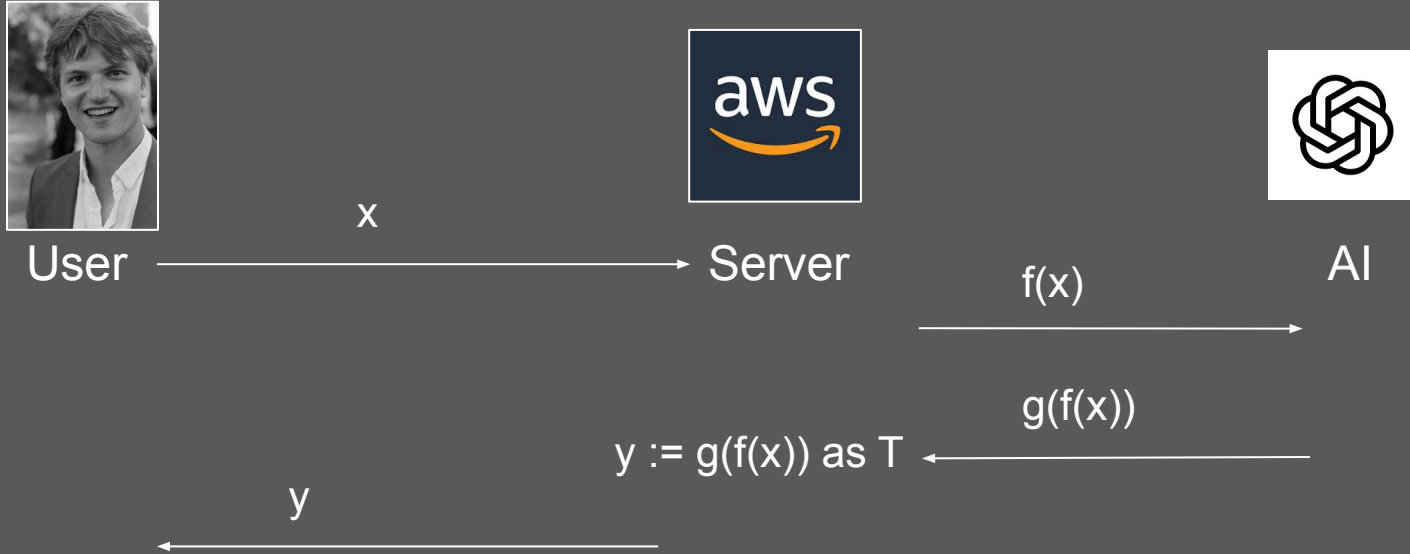 aws
x
User
Server
AI
f(x)
g(f(x))
y := g(f(x)) as T
y